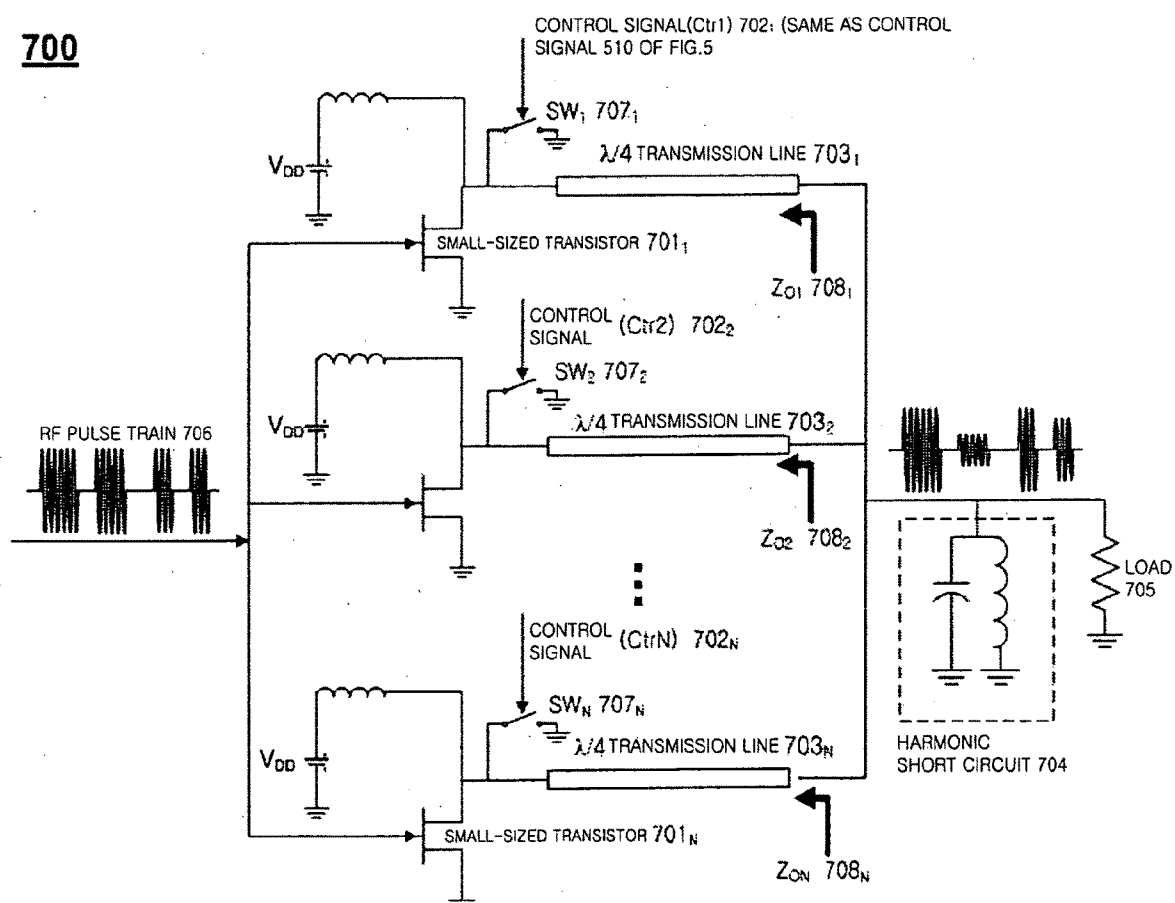 700
CONTROL SIGNAL(Ctr1) 702: (SAME AS CONTROL
SIGNAL 510 OF FIG.5
SW₁ 707₁
V_DD
λ/4 TRANSMISSION LINE 703₁
SMALL-SIZED TRANSISTOR 701₁
Z_O1 708₁
CONTROL SIGNAL (Ctr2) 702₂
SW₂ 707₂
V_DD
λ/4 TRANSMISSION LINE 703₂
RF PULSE TRAIN 706
Z_O2 708₂
LOAD
705
CONTROL SIGNAL (CtrN) 702_N
SW_N 707_N
λ/4 TRANSMISSION LINE 703_N
V_DD
HARMONIC
SHORT CIRCUIT 704
SMALL-SIZED TRANSISTOR 701_N
Z_ON 708_N